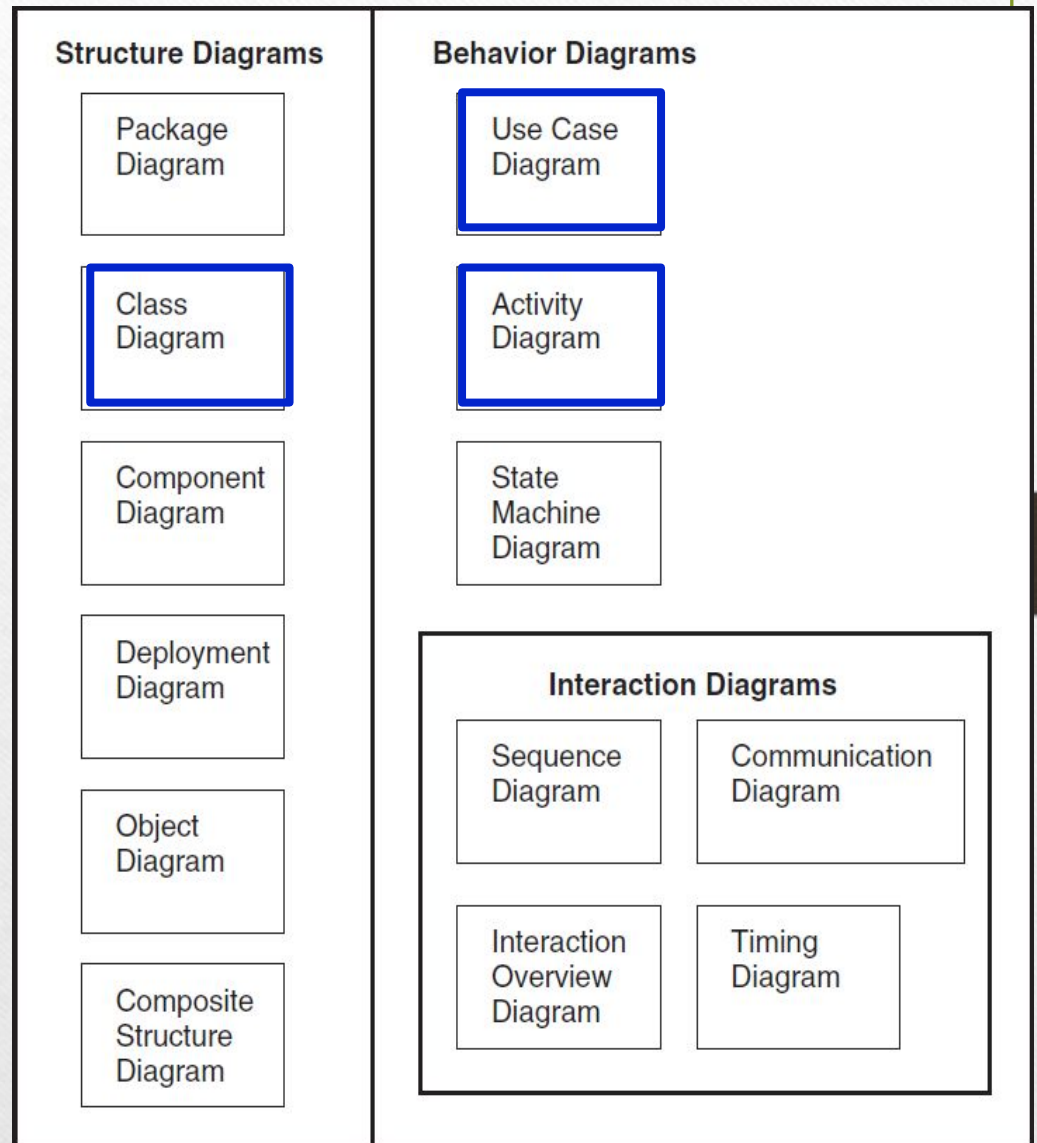 Structure Diagrams
Package
Diagram
Class
Diagram
Component
Diagram
Deployment
Diagram
Object
Diagram
Composite
Structure
Diagram
Behavior Diagrams
Use Case
Diagram
Activity
Diagram
State
Machine
Diagram
Interaction Diagrams
Sequence
Diagram
Communication
Diagram
Interaction
Overview
Diagram
Timing
Diagram